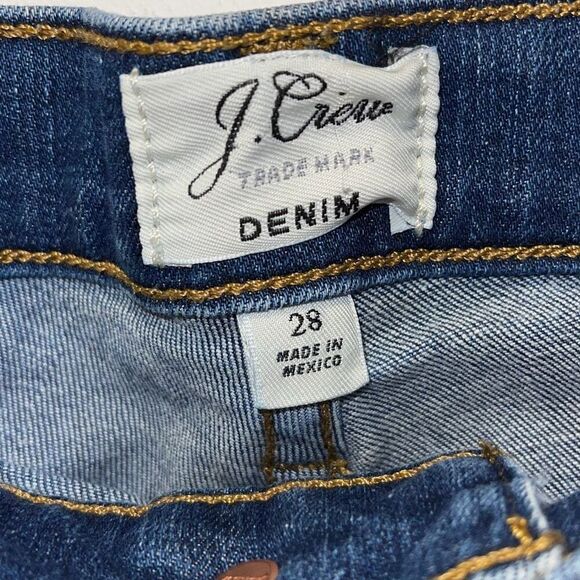 J. Crew
TRADE MARK
DENIM
28
MADE IN
MEXICO